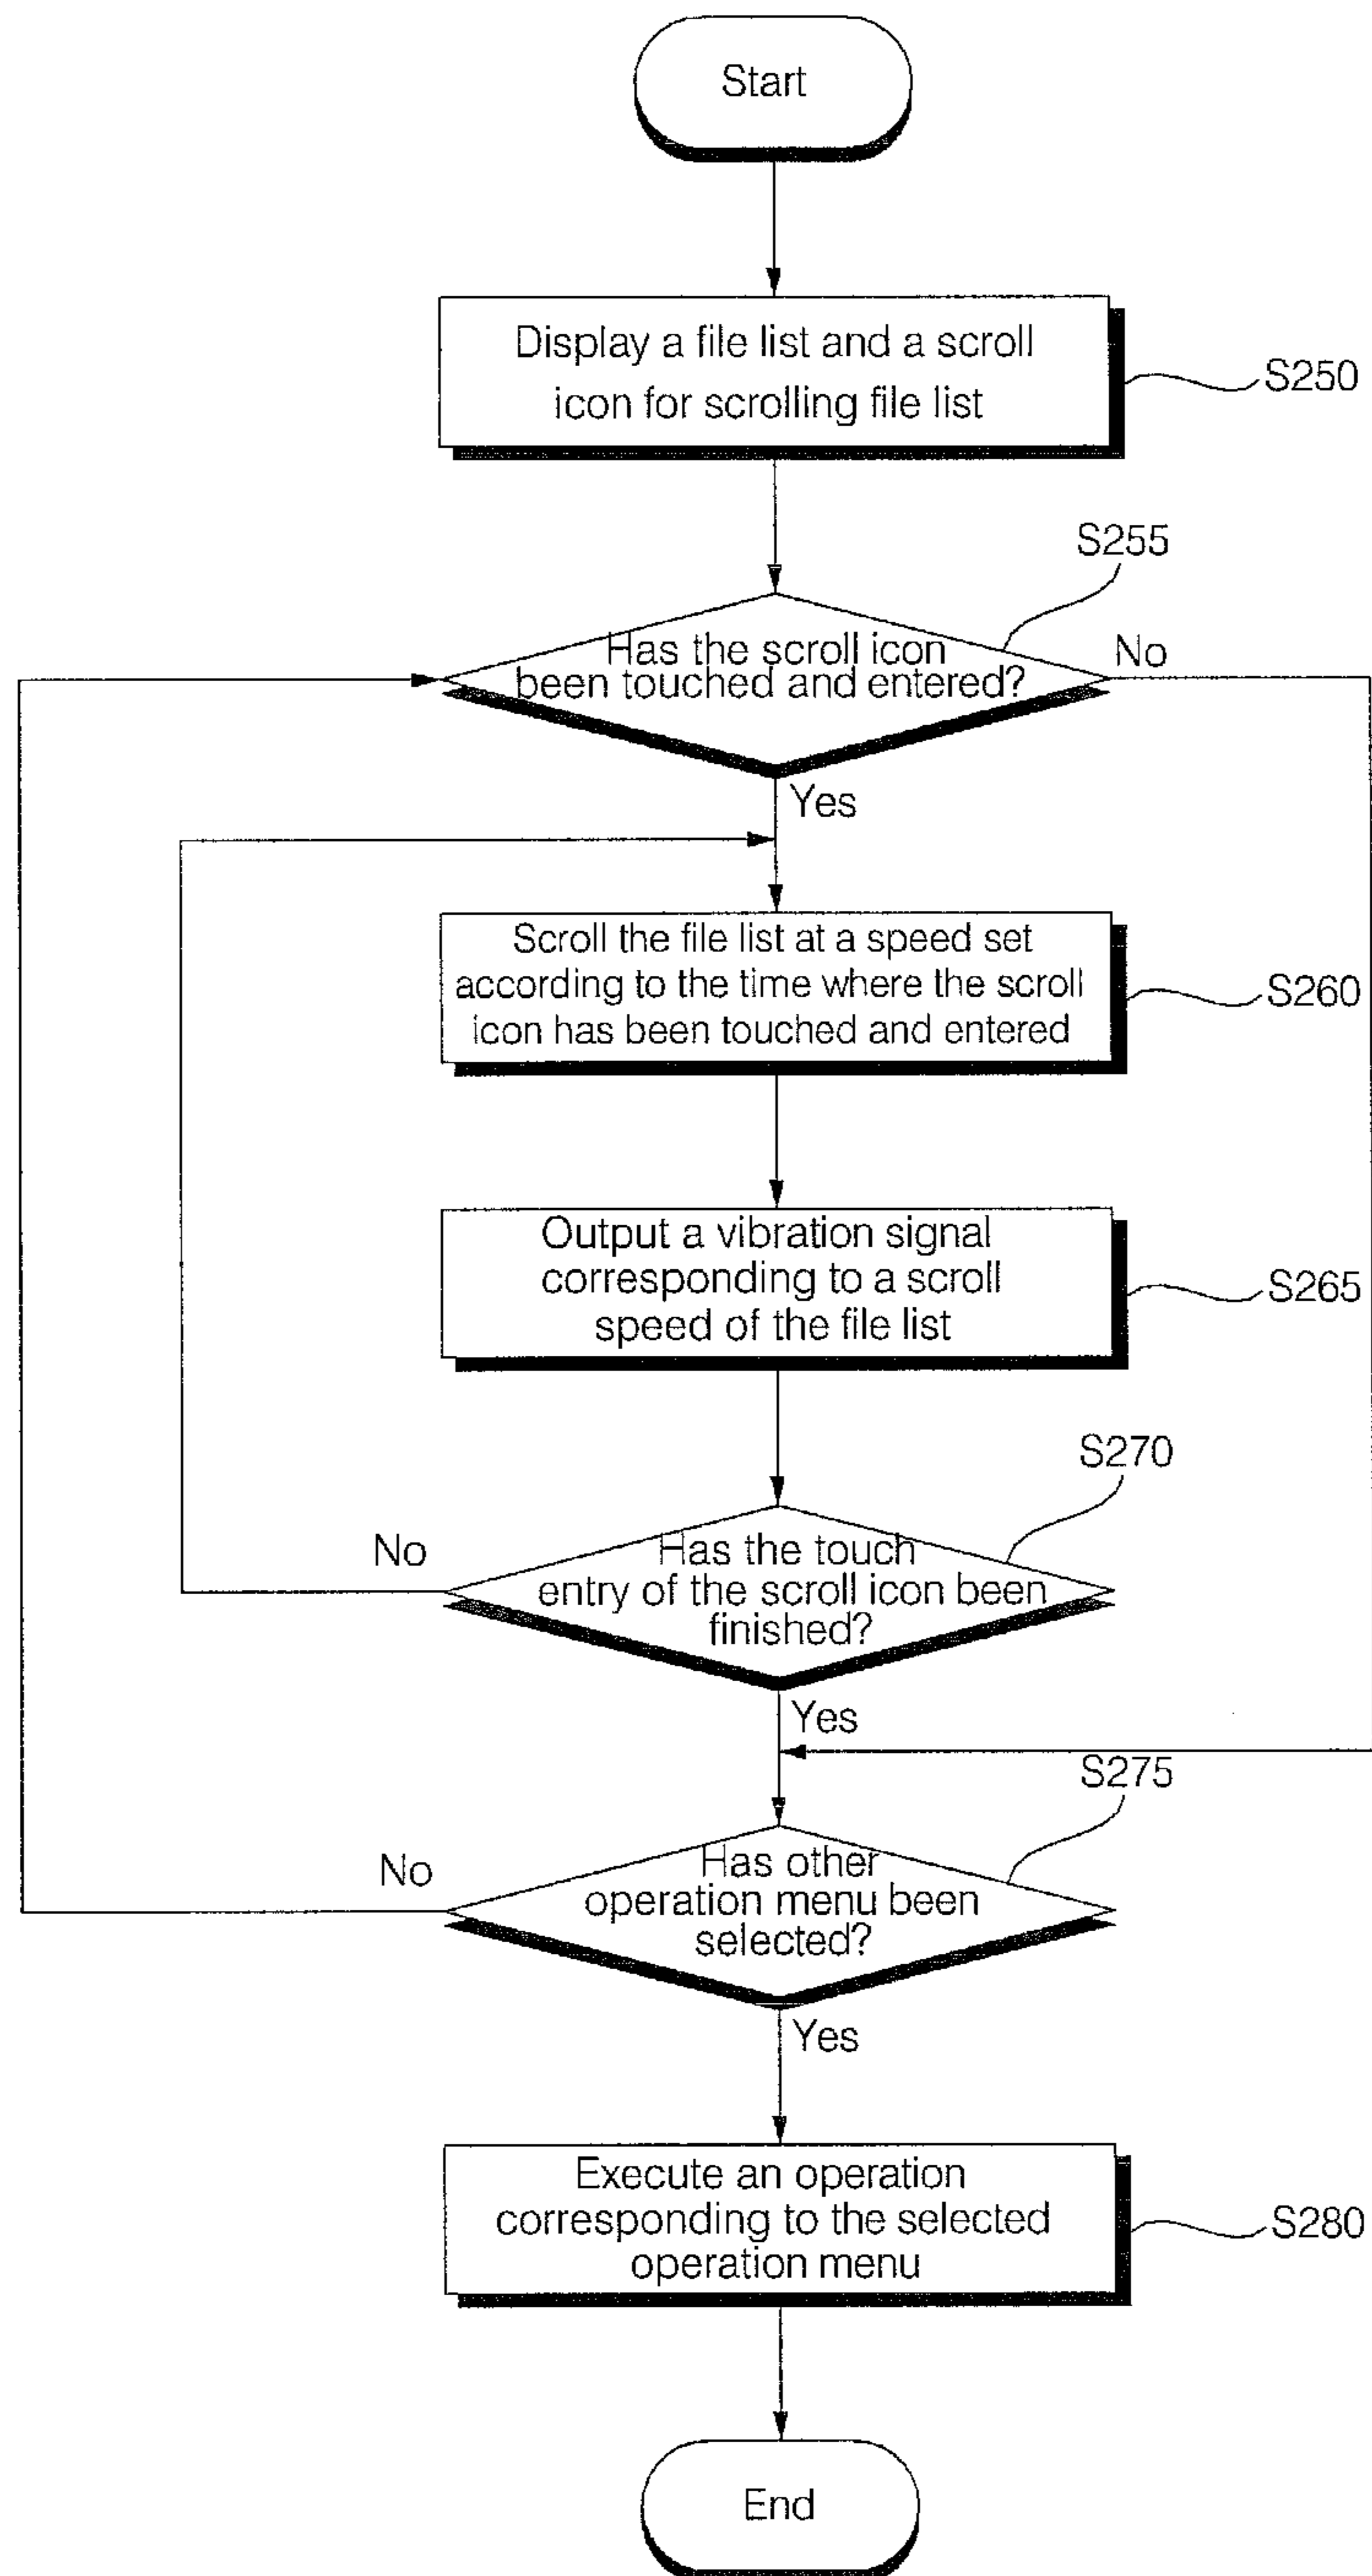 Start
Display a file list and a scroll
icon for scrolling file list
S250
S255
Has the scroll icon
been touched and entered?
No
Yes
Scroll the file list at a speed set
according to the time where the scroll
icon has been touched and entered
S260
Output a vibration signal
corresponding to a scroll
speed of the file list
S265
S270
No
Has the touch
entry of the scroll icon been
finished?
Yes
S275
No
Has other
operation menu been
selected?
Yes
Execute an operation
corresponding to the selected
operation menu
S280
End